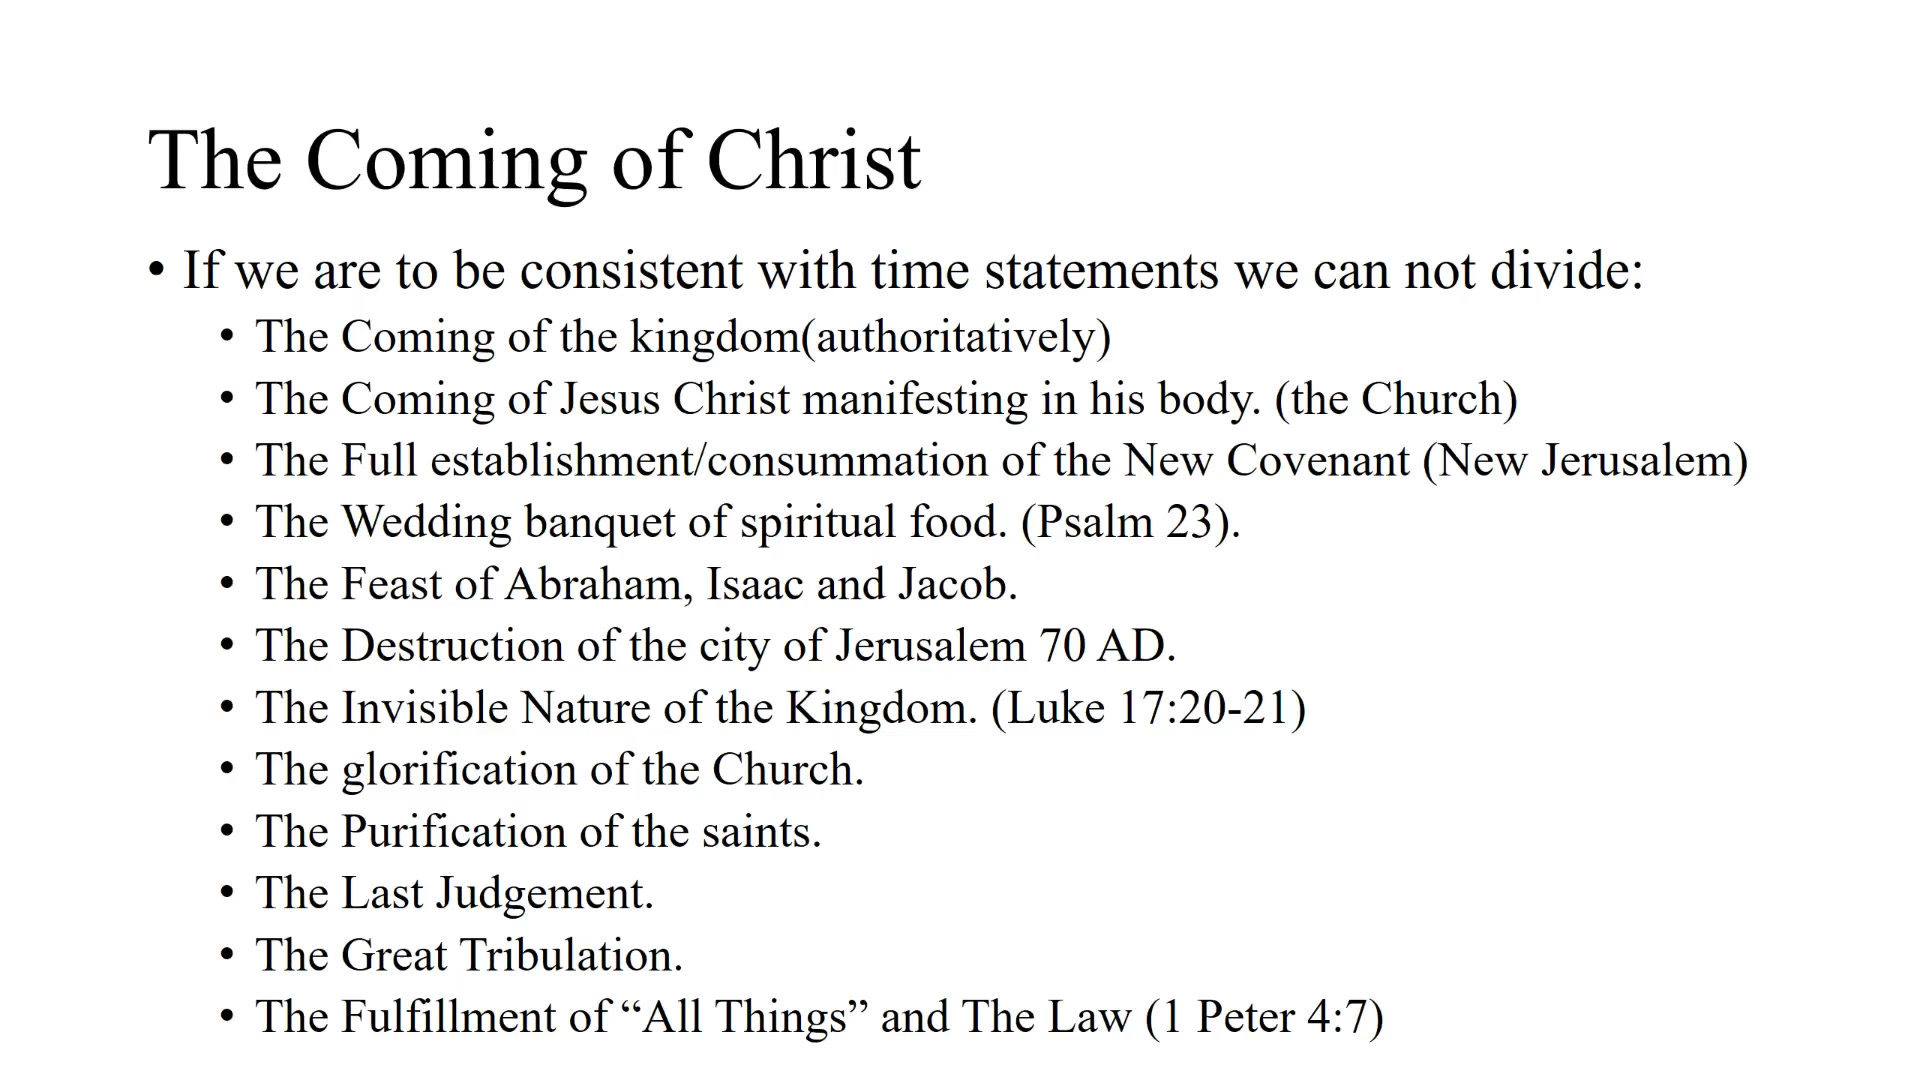 The Coming of Christ
• If we are to be consistent with time statements we can not divide:
• The Coming of the kingdom(authoritatively)
• The Coming of Jesus Christ manifesting in his body. (the Church)
• The Full establishment/consummation of the New Covenant (New Jerusalem)
• The Wedding banquet of spiritual food. (Psalm 23).
• The Feast of Abraham, Isaac and Jacob.
• The Destruction of the city of Jerusalem 70 AD.
• The Invisible Nature of the Kingdom. (Luke 17:20-21)
• The glorification of the Church.
• The Purification of the saints.
• The Last Judgement.
• The Great Tribulation.
• The Fulfillment of “All Things” and The Law (1 Peter 4:7)